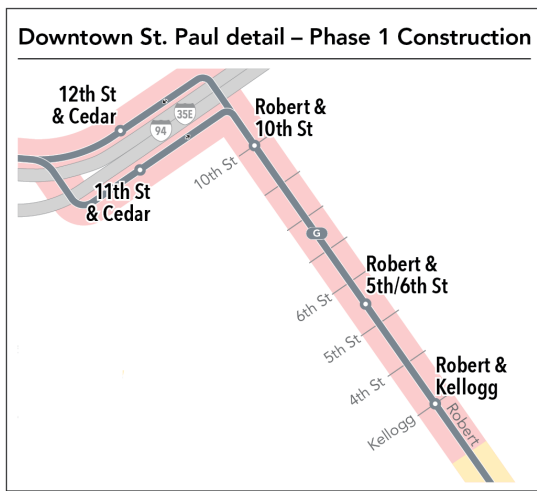 Downtown St. Paul detail – Phase 1 Construction
12th St
& Cedar
35E
94
Robert &
10th St
10th St
11th St
& Cedar
G
Robert &
5th/6th St
6th St
5th St
Robert &
Kellogg
4th St
Kellogg
Robert